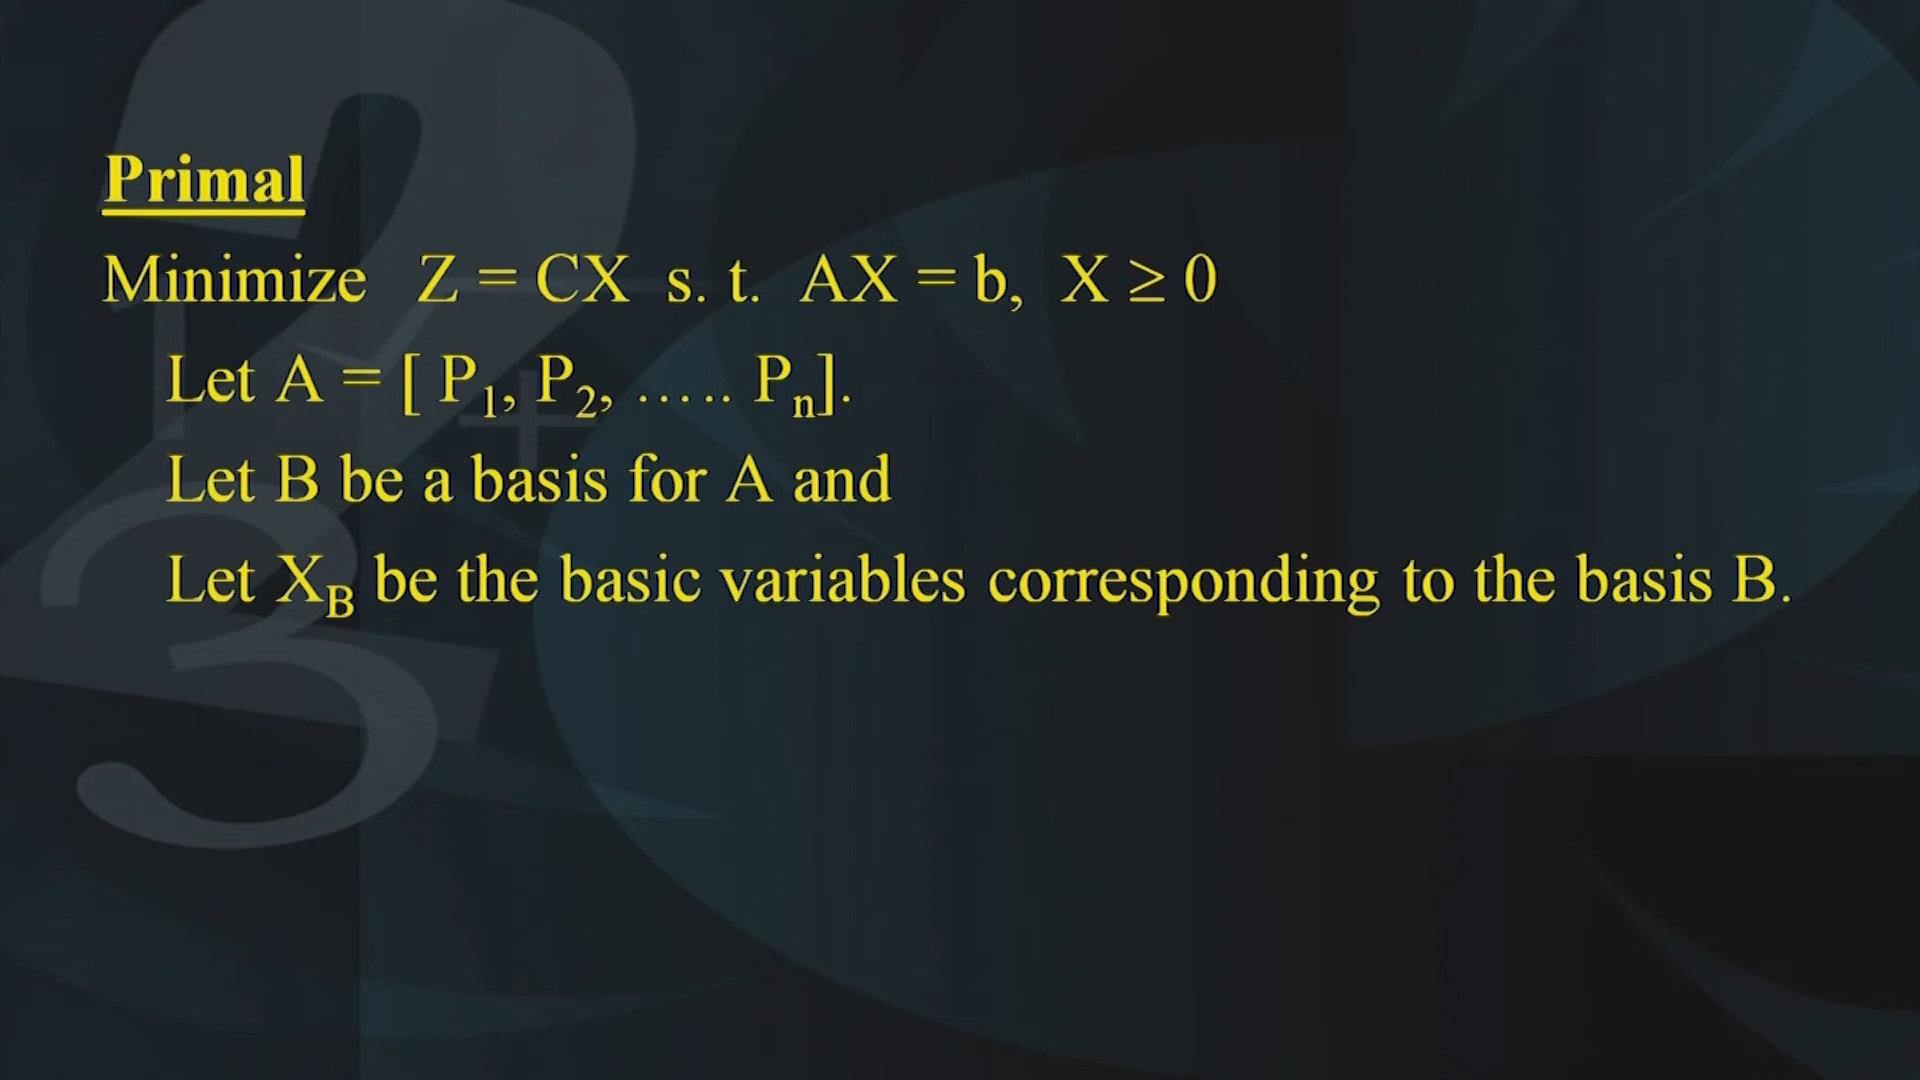 Primal
Minimize Z = CX s. t. AX = b, X ≥ 0
Let A = [ P₁, P₂, ….. Pₙ].
Let B be a basis for A and
Let X_B be the basic variables corresponding to the basis B.